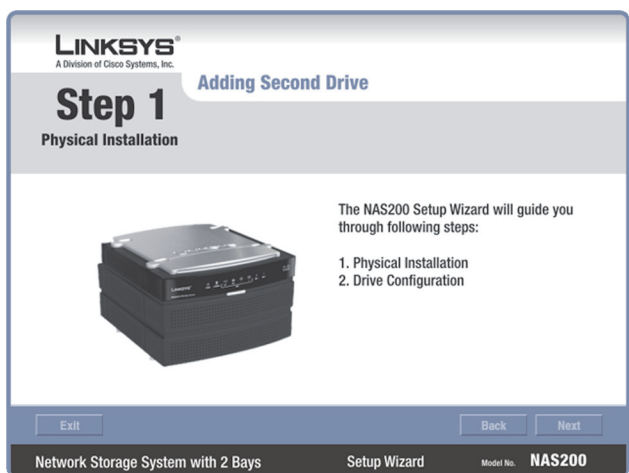 LINKSYS®
A Division of Cisco Systems, Inc.
Adding Second Drive
Step 1
Physical Installation
The NAS200 Setup Wizard will guide you
through following steps:
1. Physical Installation
2. Drive Configuration
LINKSYS
Exit
Back
Next
Network Storage System with 2 Bays
Setup Wizard
Model No. NAS200